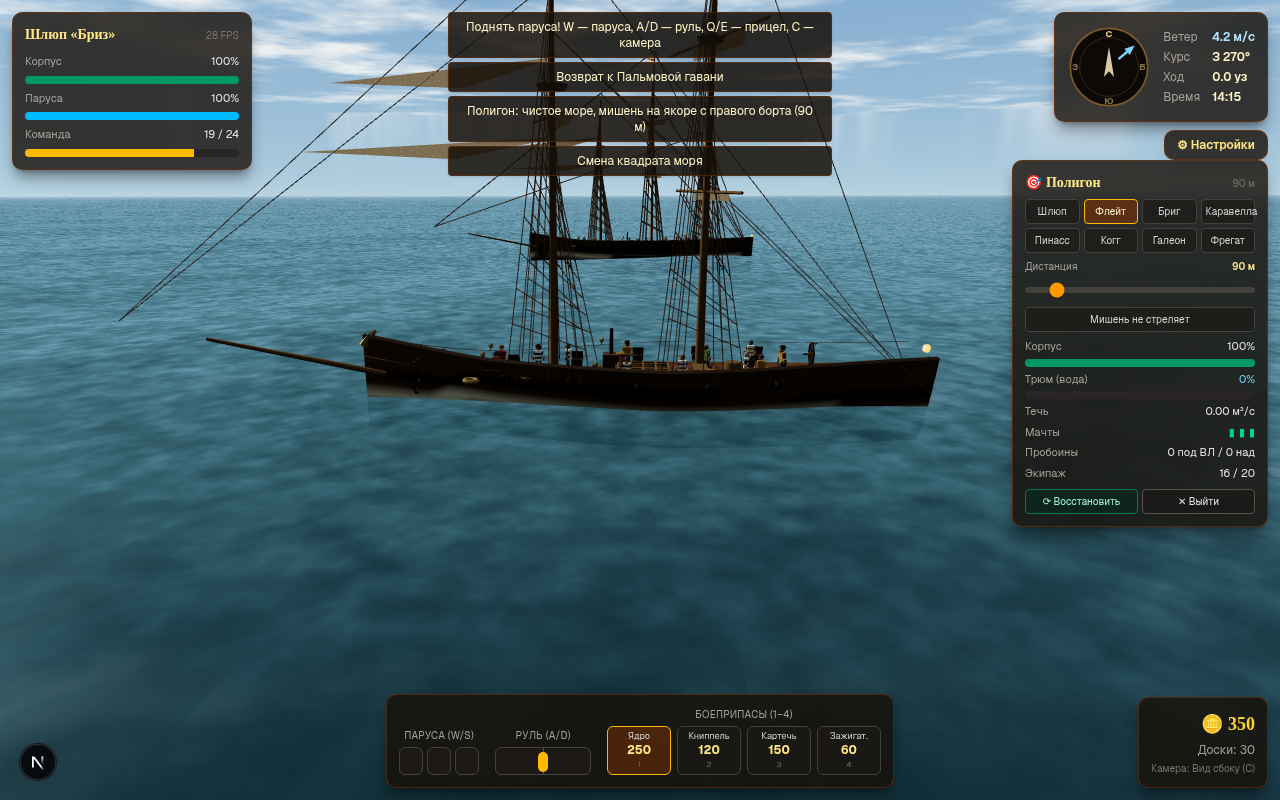 Шлюп «Бриз»
28 FPS
Корпус
100%
Паруса
100%
Команда
19 / 24
Поднять паруса! W — паруса, A/D — руль, Q/E — прицел, C —
камера
Возврат к Пальмовой гавани
Полигон: чистое море, мишень на якоре с правого борта (90
м)
Смена квадрата моря
С
З
В
Ю
Ветер
4.2 м/с
Курс
З 270°
Ход
0.0 уз
Время
14:15
⚙ Настройки
🎯 Полигон
90 м
Шлюп
Флейт
Бриг
Каравелла
Пинасс
Когг
Галеон
Фрегат
Дистанция
90 м
Мишень не стреляет
Корпус
100%
Трюм (вода)
0%
Течь
0.00 м³/с
Мачты
▮ ▮ ▮
Пробоины
0 под ВЛ / 0 над
Экипаж
16 / 20
⟳ Восстановить
✕ Выйти
ПАРУСА (W/S)
РУЛЬ (A/D)
БОЕПРИПАСЫ (1–4)
Ядро
250
1
Книппель
120
2
Картечь
150
3
Зажигат.
60
4
🪙 350
Доски: 30
Камера: Вид сбоку (C)
N